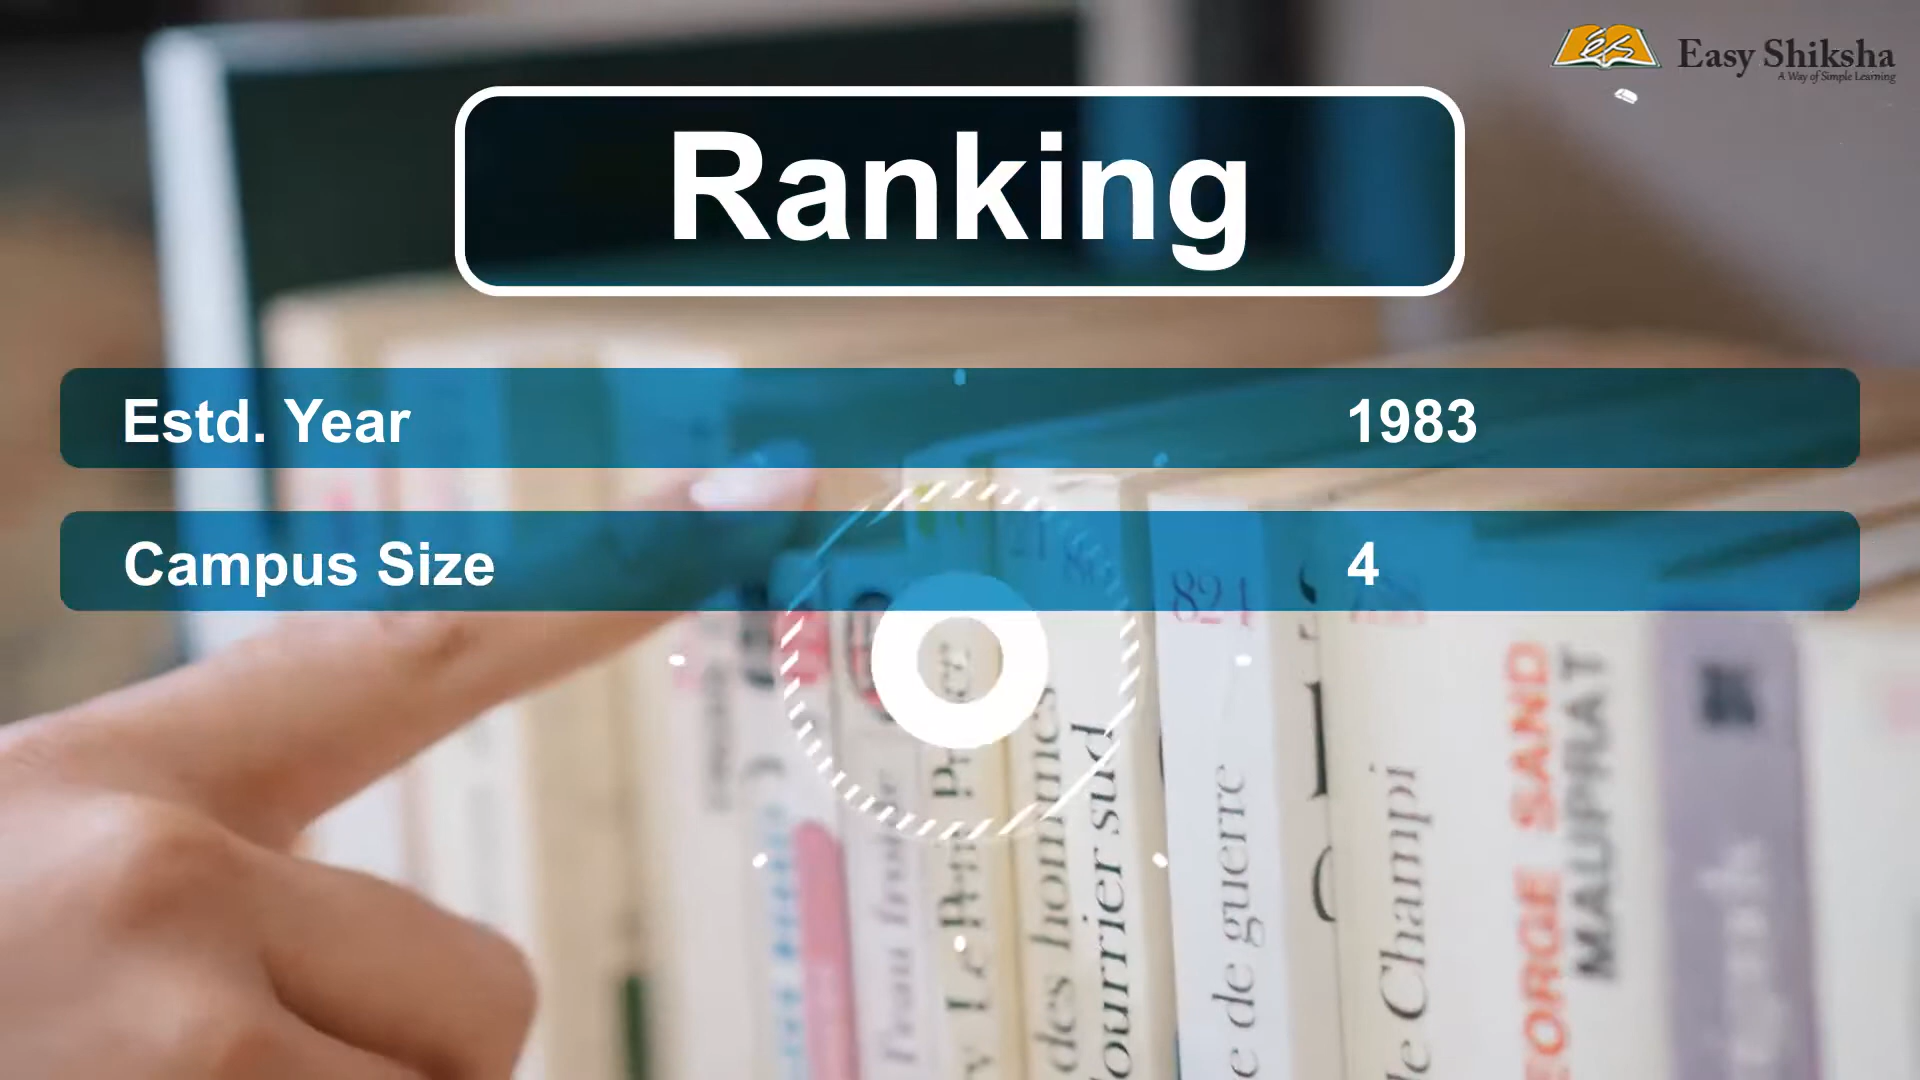 Easy Shiksha
A Way of Simple Learning
Ranking
Estd. Year 1983
Campus Size 4
824
des hommes
Courrier sud
de guerre
de Champi
GEORGE SAND
MAUPRAT